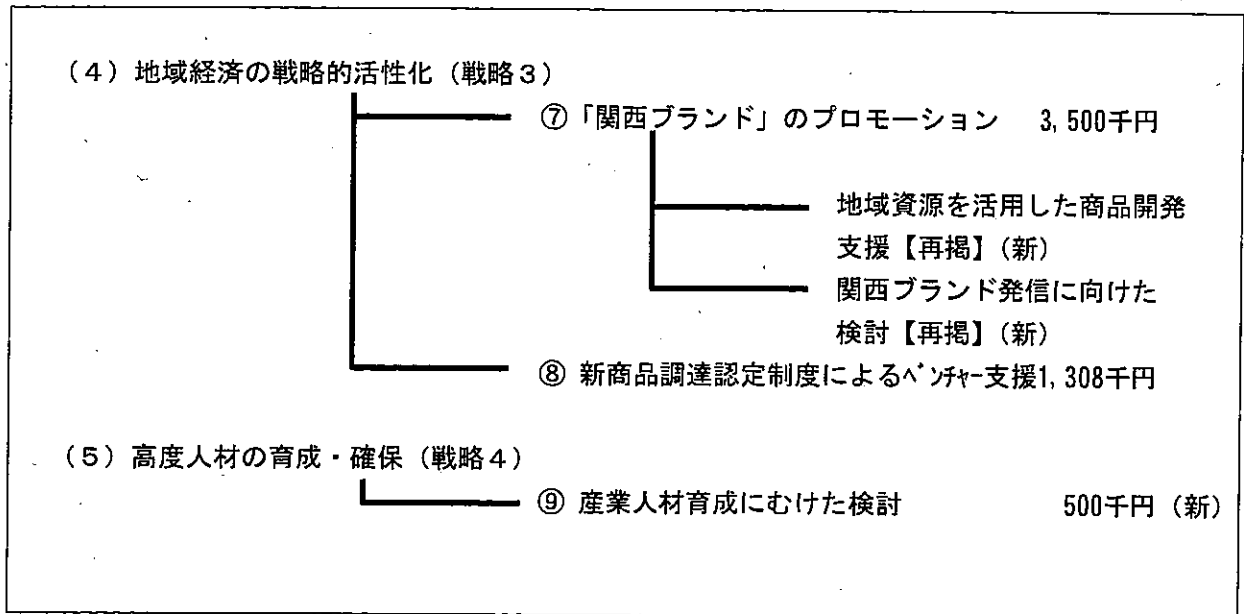 （４）地域経済の戦略的活性化（戦略３）
⑦「関西ブランド」のプロモーション　3,500千円
地域資源を活用した商品開発
支援【再掲】（新）
関西ブランド発信に向けた
検討【再掲】（新）
⑧ 新商品調達認定制度によるﾍﾞﾝﾁｬｰ支援1,308千円
（５）高度人材の育成・確保（戦略４）
⑨ 産業人材育成にむけた検討　500千円（新）